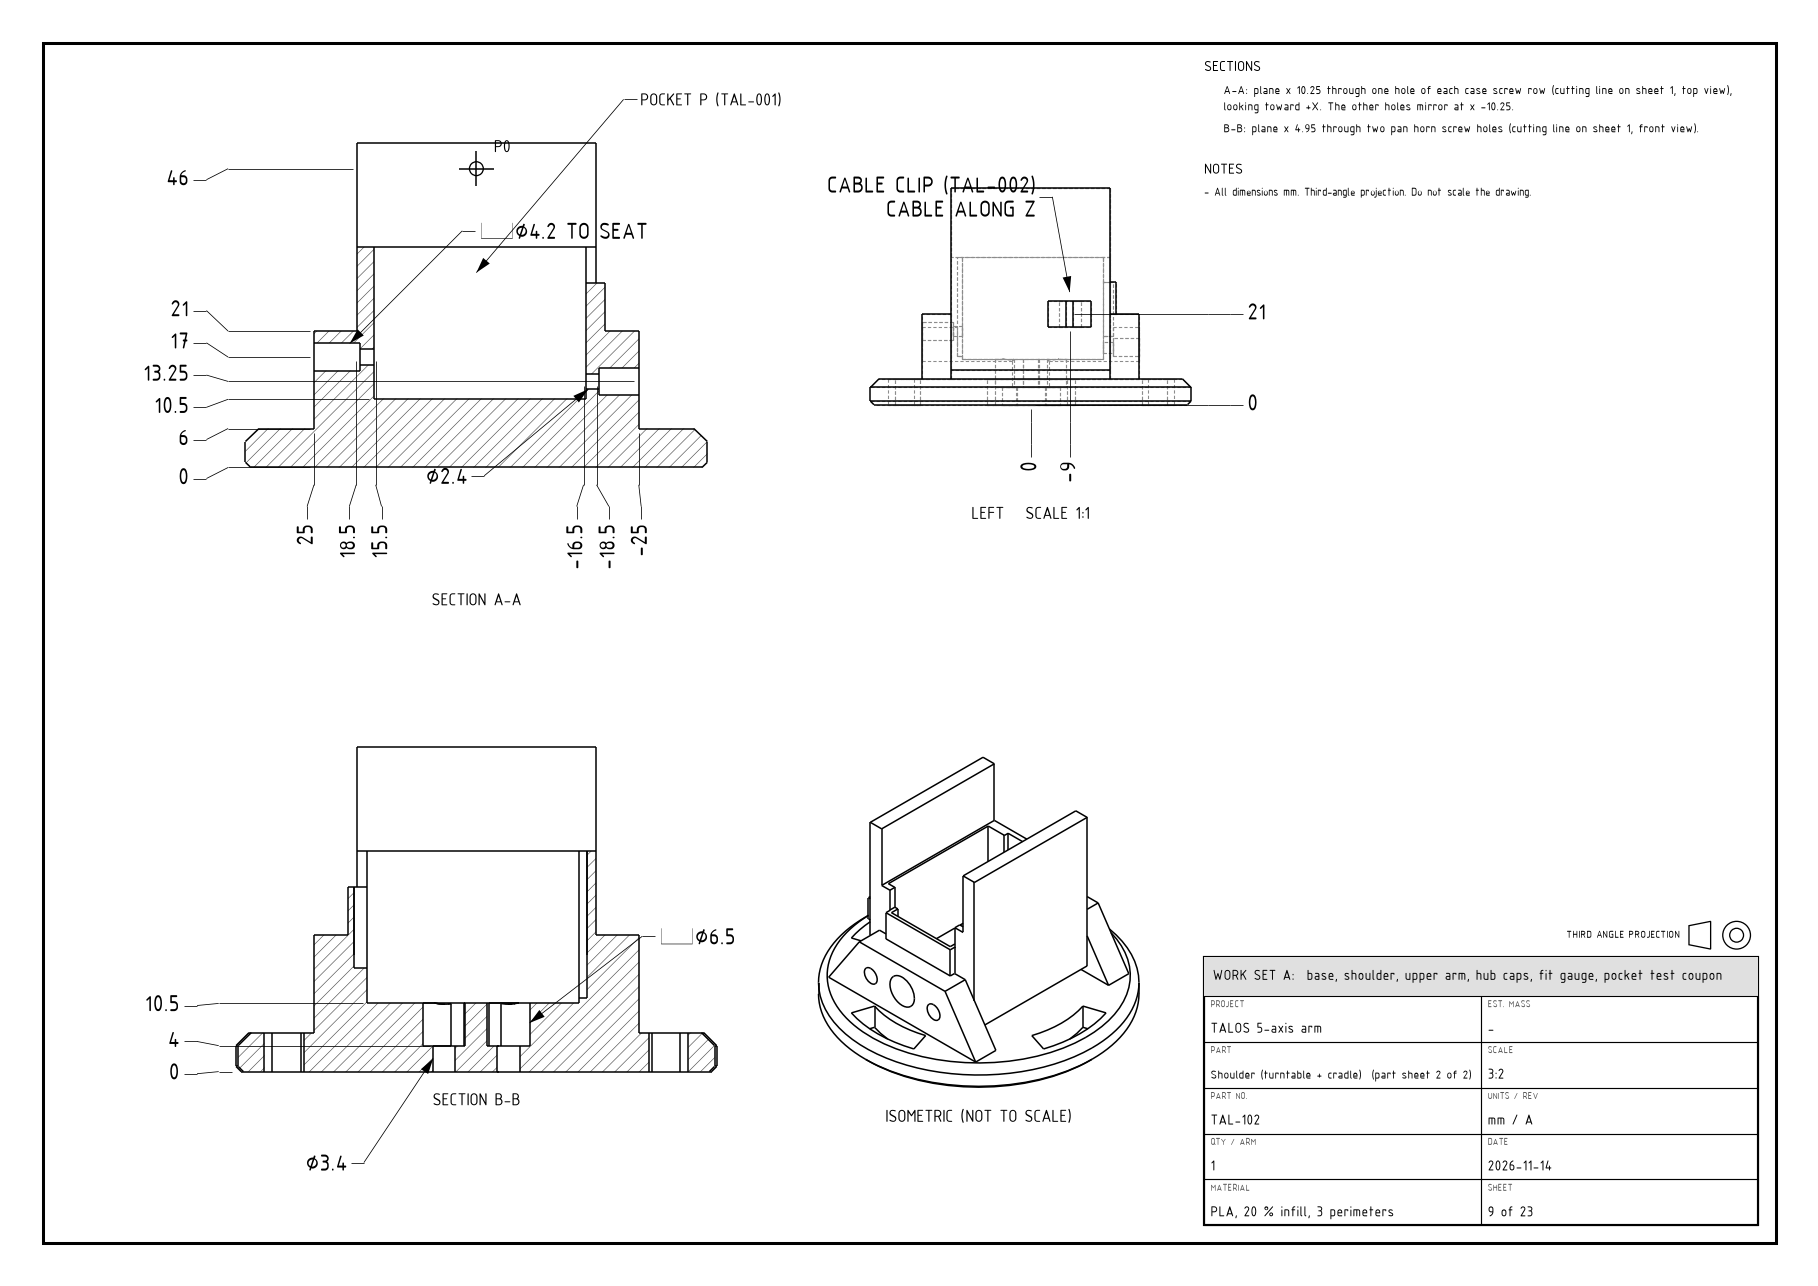 SECTIONS
A-A: plane x 10.25 through one hole of each case screw row (cutting line on sheet 1, top view),
looking toward +X. The other holes mirror at x -10.25.
B-B: plane x 4.95 through two pan horn screw holes (cutting line on sheet 1, front view).
NOTES
- All dimensions mm. Third-angle projection. Do not scale the drawing.
POCKET P (TAL-001)
P0
46
⌀4.2 TO SEAT
21
17
13.25
10.5
6
0
⌀2.4
25
18.5
15.5
-16.5
-18.5
-25
SECTION A-A
CABLE CLIP (TAL-002)
CABLE ALONG Z
21
0
0
-9
LEFT SCALE 1:1
⌀6.5
10.5
4
0
SECTION B-B
⌀3.4
ISOMETRIC (NOT TO SCALE)
THIRD ANGLE PROJECTION
WORK SET A: base, shoulder, upper arm, hub caps, fit gauge, pocket test coupon
PROJECT
TALOS 5-axis arm
EST. MASS
-
PART
Shoulder (turntable + cradle) (part sheet 2 of 2)
SCALE
3:2
PART NO.
TAL-102
UNITS / REV
mm / A
QTY / ARM
1
DATE
2026-11-14
MATERIAL
PLA, 20 % infill, 3 perimeters
SHEET
9 of 23